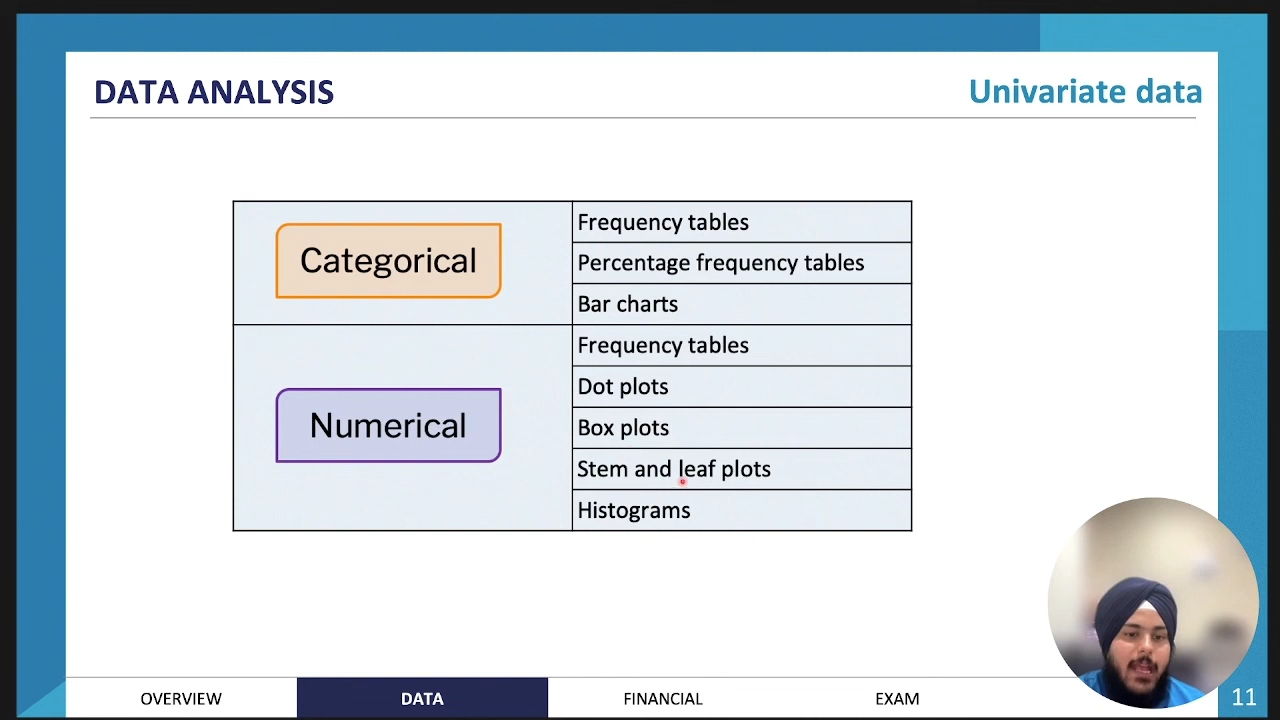 DATA ANALYSIS
Univariate data
Categorical
Frequency tables
Percentage frequency tables
Bar charts
Numerical
Frequency tables
Dot plots
Box plots
Stem and leaf plots
Histograms
OVERVIEW
DATA
FINANCIAL
EXAM
11